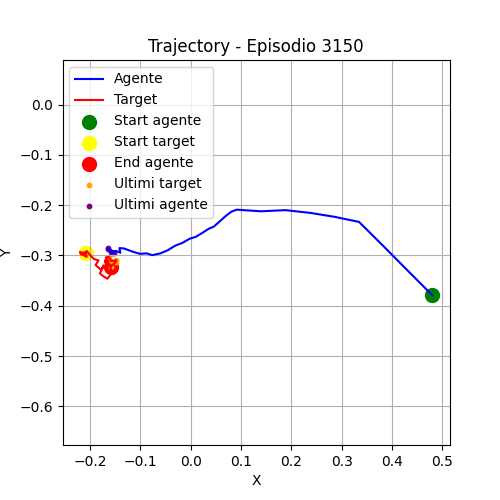 Trajectory - Episodio 3150
Agente
Target
Start agente
Start target
End agente
Ultimi target
Ultimi agente
Y
0.0
−0.1
−0.2
−0.3
−0.4
−0.5
−0.6
−0.2
−0.1
0.0
0.1
0.2
0.3
0.4
0.5
X